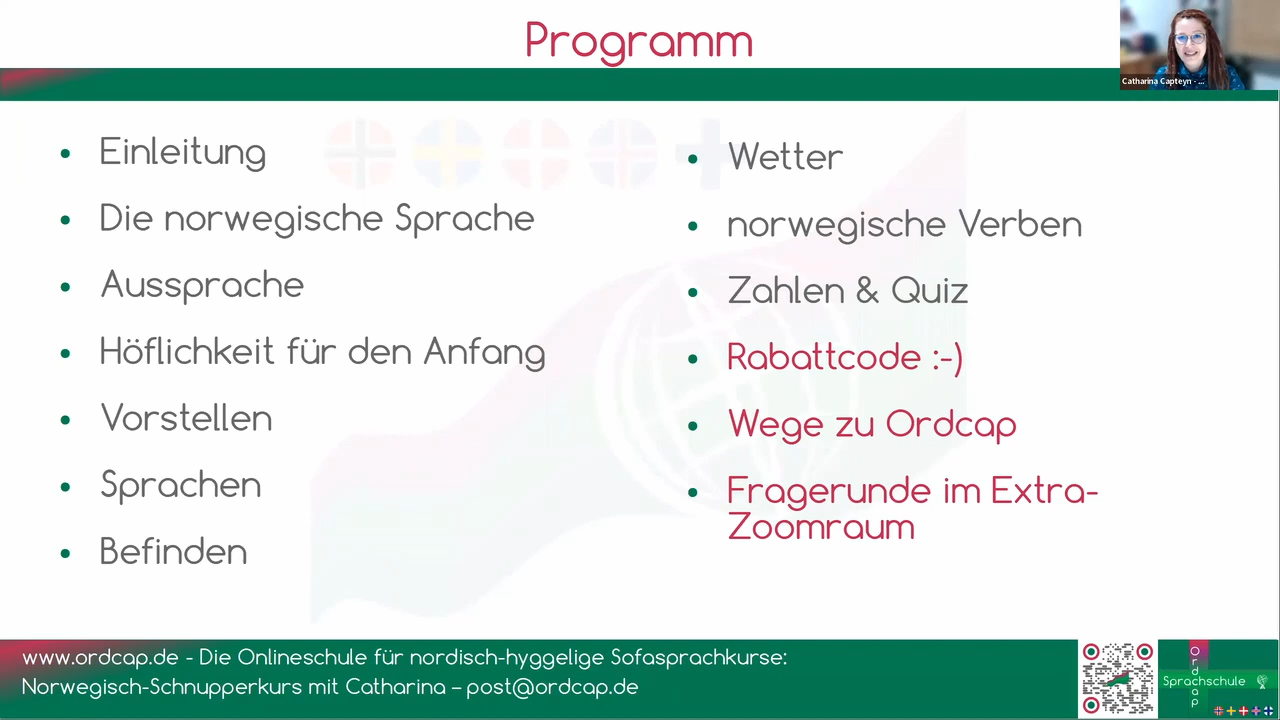 Programm
Catharina Capteyn - ...
Einleitung
Die norwegische Sprache
Aussprache
Höflichkeit für den Anfang
Vorstellen
Sprachen
Befinden
Wetter
norwegische Verben
Zahlen & Quiz
Rabattcode :-)
Wege zu Ordcap
Fragerunde im Extra-
Zoomraum
www.ordcap.de - Die Onlineschule für nordisch-hyggelige Sofasprachkurse:
Norwegisch-Schnupperkurs mit Catharina – post@ordcap.de
Ordcap
Sprachschule